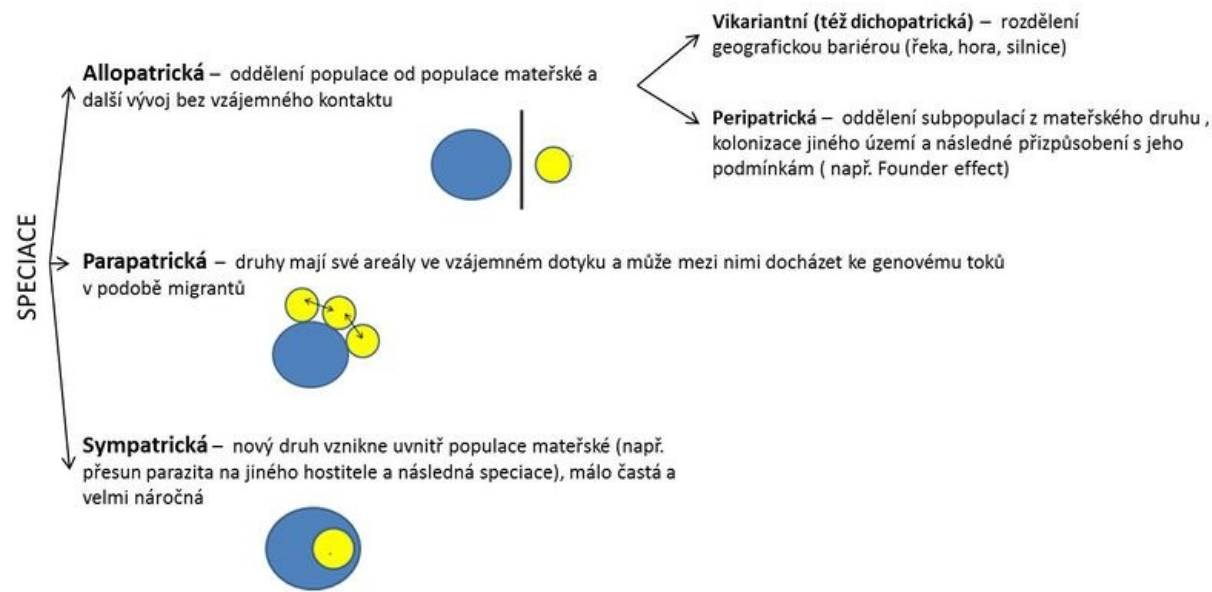 SPECIACE
Allopatrická – oddělení populace od populace mateřské a
další vývoj bez vzájemného kontaktu
Vikariantní (též dichopatrická) – rozdělení
geografickou bariérou (řeka, hora, silnice)
Peripatrická – oddělení subpopulací z mateřského druhu ,
kolonizace jiného území a následné přizpůsobení s jeho
podmínkám ( např. Founder effect)
Parapatrická – druhy mají své areály ve vzájemném dotyku a může mezi nimi docházet ke genovému toků
v podobě migrantů
Sympatrická – nový druh vznikne uvnitř populace mateřské (např.
přesun parazita na jiného hostitele a následná speciace), málo častá a
velmi náročná